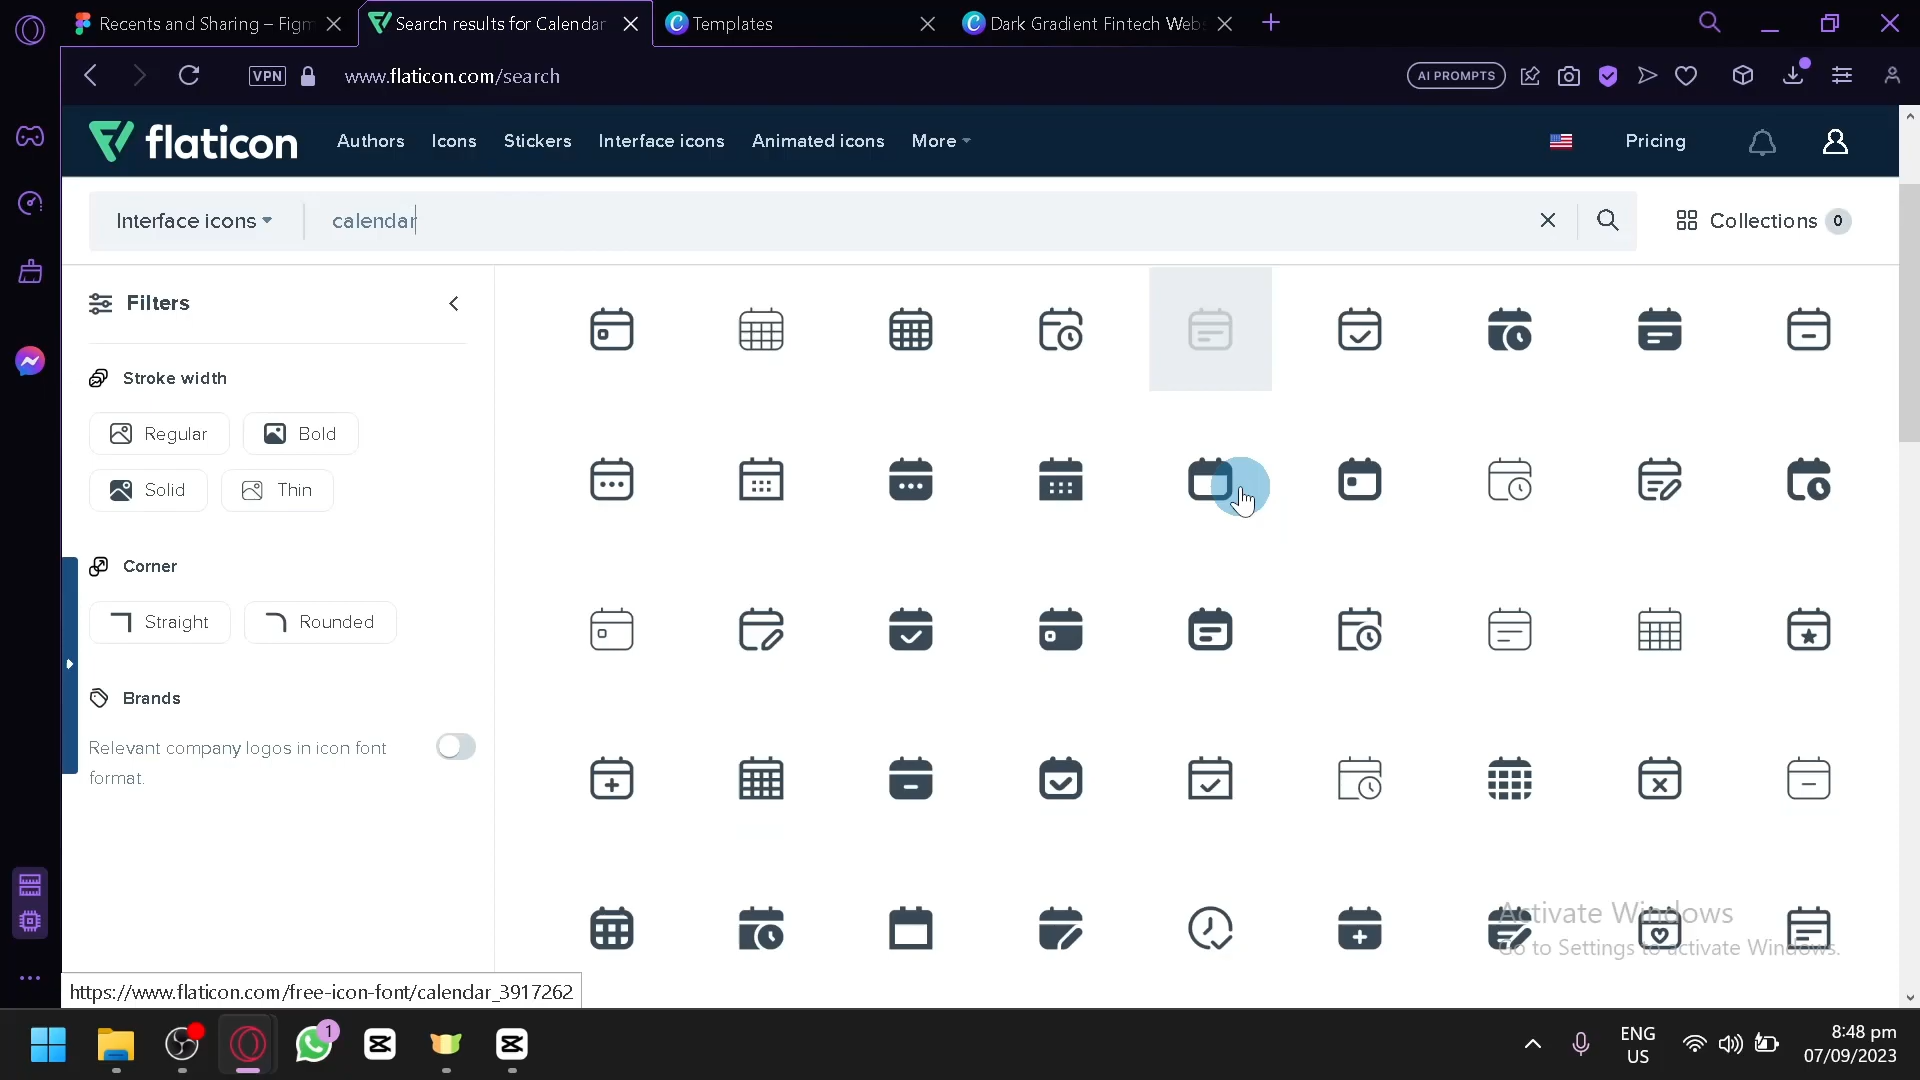 Recents and Sharing – Figm
Search results for Calendar
Templates
Dark Gradient Fintech Web
VPN
www.flaticon.com/search
AI PROMPTS
flaticon
Authors
Icons
Stickers
Interface icons
Animated icons
More
Pricing
Interface icons
calendar
Collections
0
Filters
Stroke width
Regular
Bold
Solid
Thin
Corner
Straight
Rounded
Brands
Relevant company logos in icon font
format.
Activate Windows
Go to Settings to activate Windows.
https://www.flaticon.com/free-icon-font/calendar_3917262
1
ENG
US
8:48 pm
07/09/2023